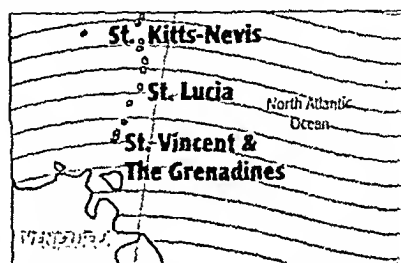 St. Kitts-Nevis
St. Lucia
North Atlantic
Ocean
St. Vincent &
The Grenadines
VENEZUELA